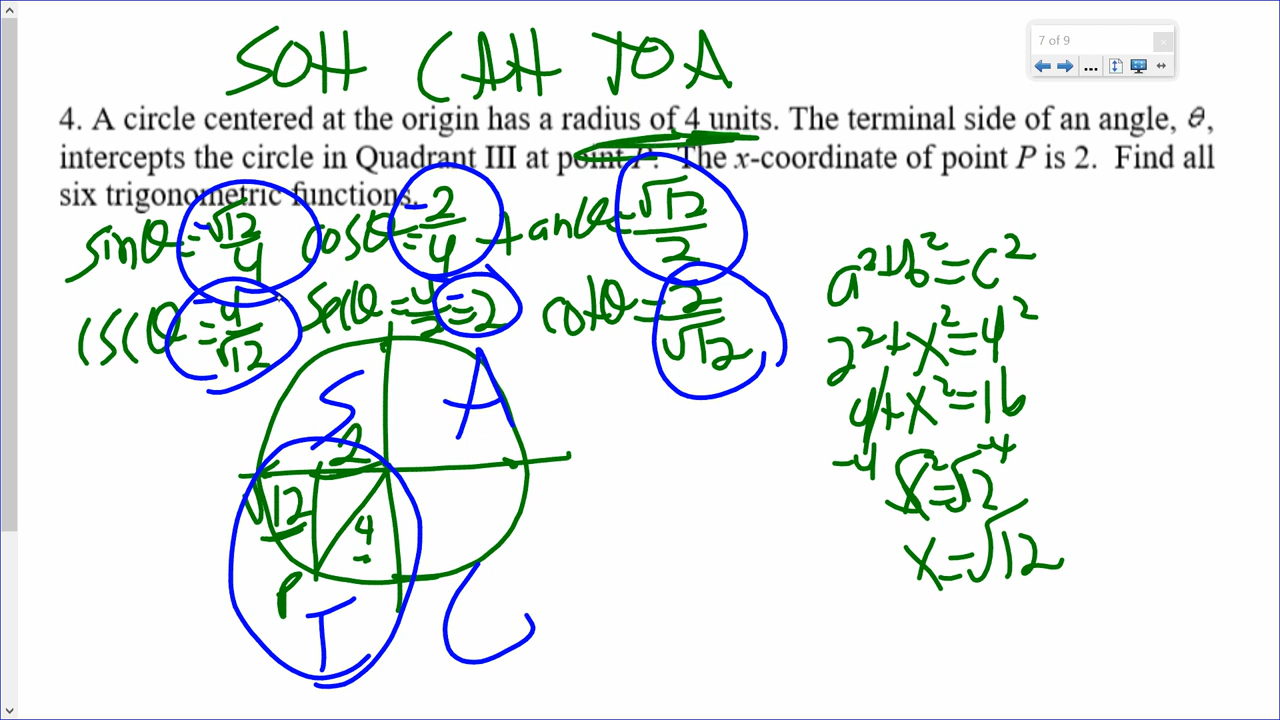 7 of 9
SOH CAH TOA
4. A circle centered at the origin has a radius of 4 units. The terminal side of an angle, θ,
intercepts the circle in Quadrant III at point P. The x-coordinate of point P is 2. Find all
six trigonometric functions.
sinθ = -√12/4 cosθ = -2/4 tanθ = √12/2
cscθ = -4/√12 secθ = 4/2 = -2 cotθ = 2/√12
a²+b²=c²
2²+x²=4²
4+x²=16
-4 -4
√x²=√12
x=√12
S A
2
√12 4
P
T C